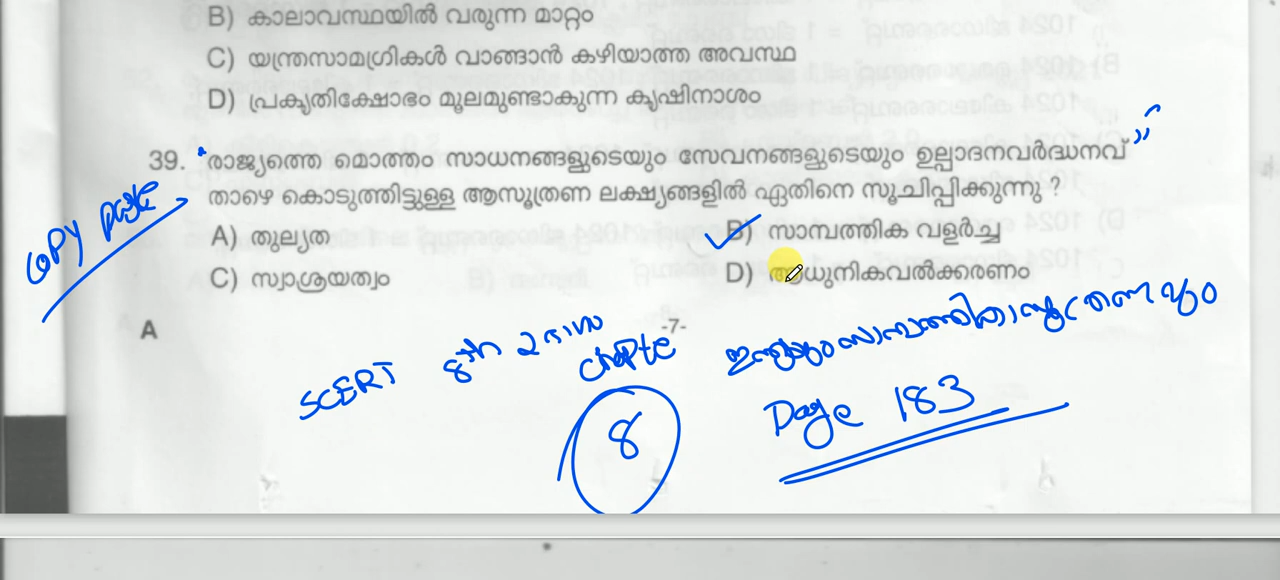 B) കാലാവസ്ഥയിൽ വരുന്ന മാറ്റം
C) യന്ത്രസാമഗ്രികൾ വാങ്ങാൻ കഴിയാത്ത അവസ്ഥ
D) പ്രകൃതിക്ഷോഭം മൂലമുണ്ടാകുന്ന കൃഷിനാശം
39. രാജ്യത്തെ മൊത്തം സാധനങ്ങളുടെയും സേവനങ്ങളുടെയും ഉല്പാദനവർദ്ധനവ്
താഴെ കൊടുത്തിട്ടുള്ള ആസൂത്രണ ലക്ഷ്യങ്ങളിൽ ഏതിനെ സൂചിപ്പിക്കുന്നു ?
A) തുല്യത
B) സാമ്പത്തിക വളർച്ച
C) സ്വാശ്രയത്വം
D) ആധുനികവൽക്കരണം
copy paste
A
-7-
SCERT 8th
chapte
8
Page 183